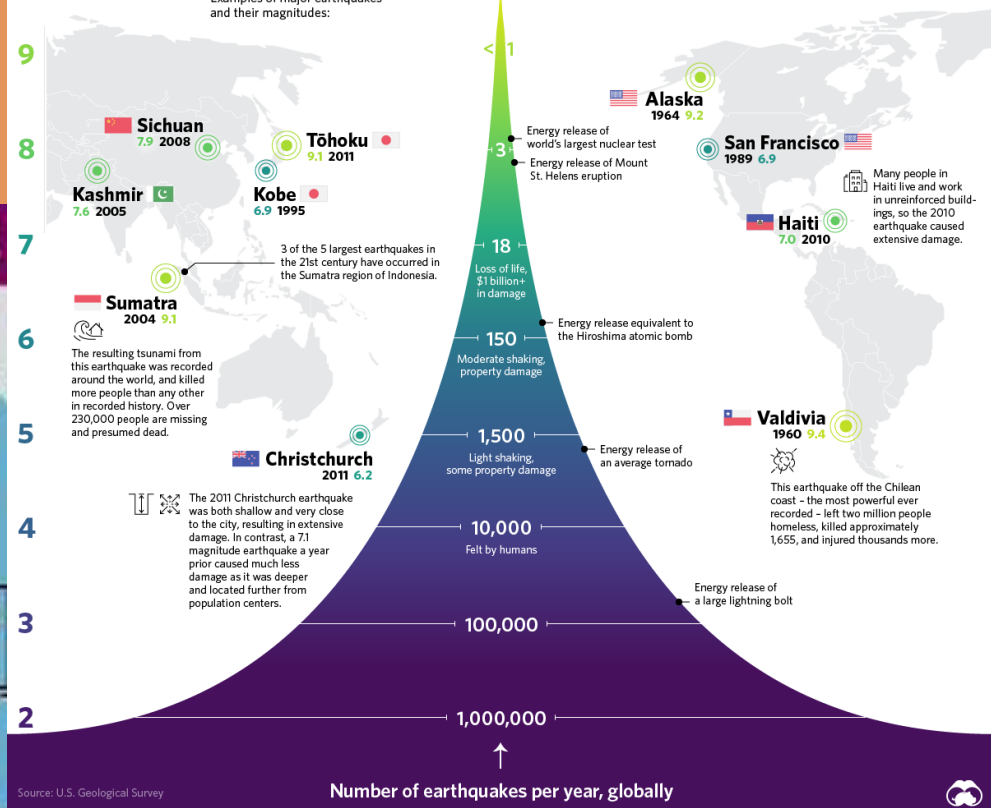 Examples of major earthquakes
and their magnitudes:
9
8
7
6
5
4
3
2
Sichuan
7.9 2008
Kashmir
7.6 2005
Tōhoku
9.1 2011
Kobe
6.9 1995
3 of the 5 largest earthquakes in
the 21st century have occurred in
the Sumatra region of Indonesia.
Sumatra
2004 9.1
The resulting tsunami from
this earthquake was recorded
around the world, and killed
more people than any other
in recorded history. Over
230,000 people are missing
and presumed dead.
Christchurch
2011 6.2
The 2011 Christchurch earthquake
was both shallow and very close
to the city, resulting in extensive
damage. In contrast, a 7.1
magnitude earthquake a year
prior caused much less
damage as it was deeper
and located further from
population centers.
< 1
3
18
Loss of life,
$1 billion+
in damage
150
Moderate shaking,
property damage
1,500
Light shaking,
some property damage
10,000
Felt by humans
100,000
1,000,000
Number of earthquakes per year, globally
Energy release of
world's largest nuclear test
Energy release of Mount
St. Helens eruption
Energy release equivalent to
the Hiroshima atomic bomb
Energy release of
an average tornado
Energy release of
a large lightning bolt
Alaska
1964 9.2
San Francisco
1989 6.9
Many people in
Haiti live and work
in unreinforced build-
ings, so the 2010
earthquake caused
extensive damage.
Haiti
7.0 2010
Valdivia
1960 9.4
This earthquake off the Chilean
coast – the most powerful ever
recorded – left two million people
homeless, killed approximately
1,655, and injured thousands more.
Source: U.S. Geological Survey